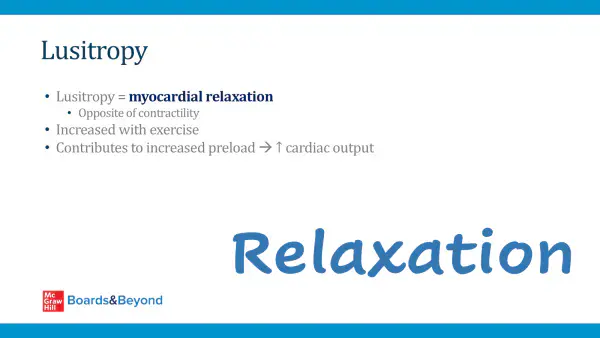 Lusitropy
• Lusitropy = myocardial relaxation
• Opposite of contractility
• Increased with exercise
• Contributes to increased preload → ↑ cardiac output
Relaxation
Mc
Graw
Hill
Boards&Beyond